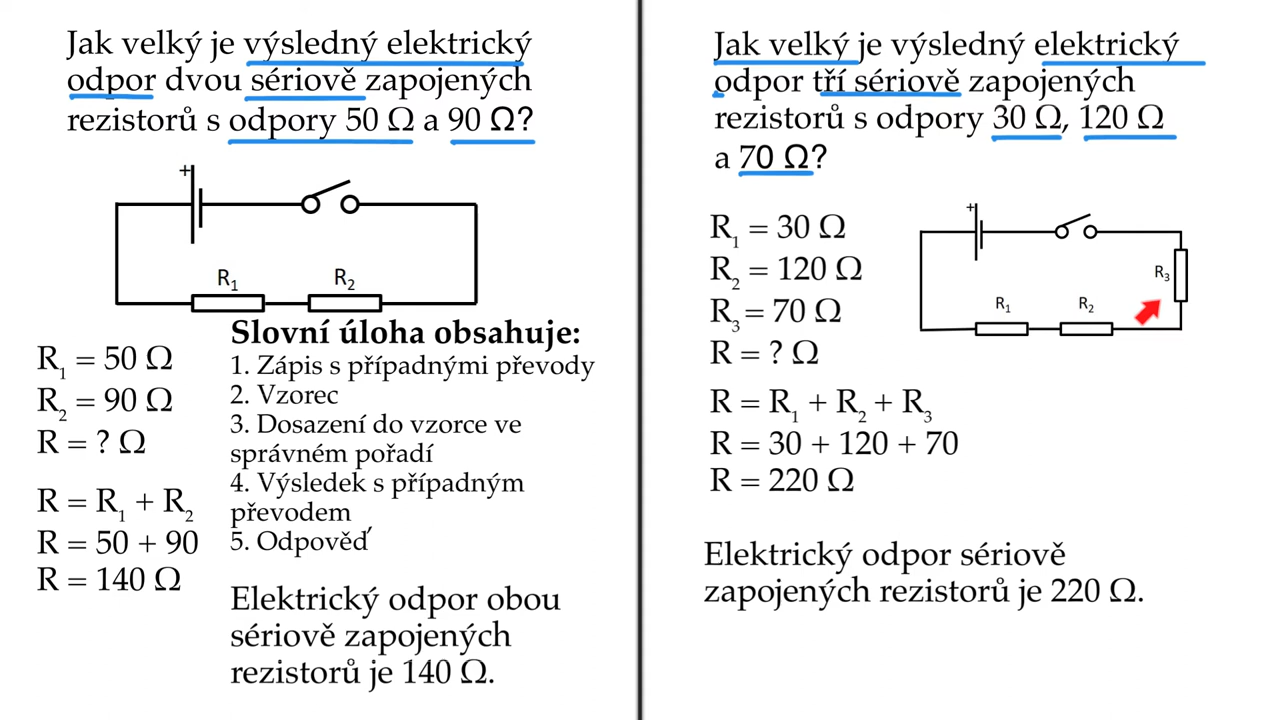 Jak velký je výsledný elektrický
odpor dvou sériově zapojených
rezistorů s odpory 50 Ω a 90 Ω?
+
R₁
R₂
R₁ = 50 Ω
R₂ = 90 Ω
R = ? Ω
R = R₁ + R₂
R = 50 + 90
R = 140 Ω
Slovní úloha obsahuje:
1. Zápis s případnými převody
2. Vzorec
3. Dosazení do vzorce ve
správném pořadí
4. Výsledek s případným
převodem
5. Odpověď
Elektrický odpor obou
sériově zapojených
rezistorů je 140 Ω.
Jak velký je výsledný elektrický
odpor tří sériově zapojených
rezistorů s odpory 30 Ω, 120 Ω
a 70 Ω?
R₁ = 30 Ω
R₂ = 120 Ω
R₃ = 70 Ω
R = ? Ω
+
R₃
R₁
R₂
R = R₁ + R₂ + R₃
R = 30 + 120 + 70
R = 220 Ω
Elektrický odpor sériově
zapojených rezistorů je 220 Ω.